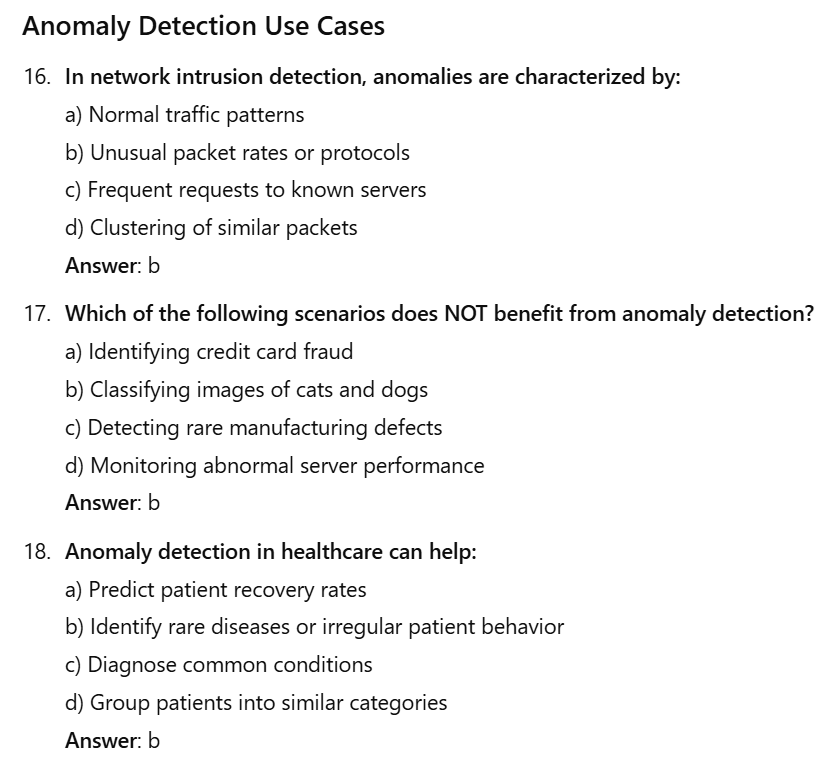 Anomaly Detection Use Cases
16. In network intrusion detection, anomalies are characterized by:
a) Normal traffic patterns
b) Unusual packet rates or protocols
c) Frequent requests to known servers
d) Clustering of similar packets
Answer: b
17. Which of the following scenarios does NOT benefit from anomaly detection?
a) Identifying credit card fraud
b) Classifying images of cats and dogs
c) Detecting rare manufacturing defects
d) Monitoring abnormal server performance
Answer: b
18. Anomaly detection in healthcare can help:
a) Predict patient recovery rates
b) Identify rare diseases or irregular patient behavior
c) Diagnose common conditions
d) Group patients into similar categories
Answer: b